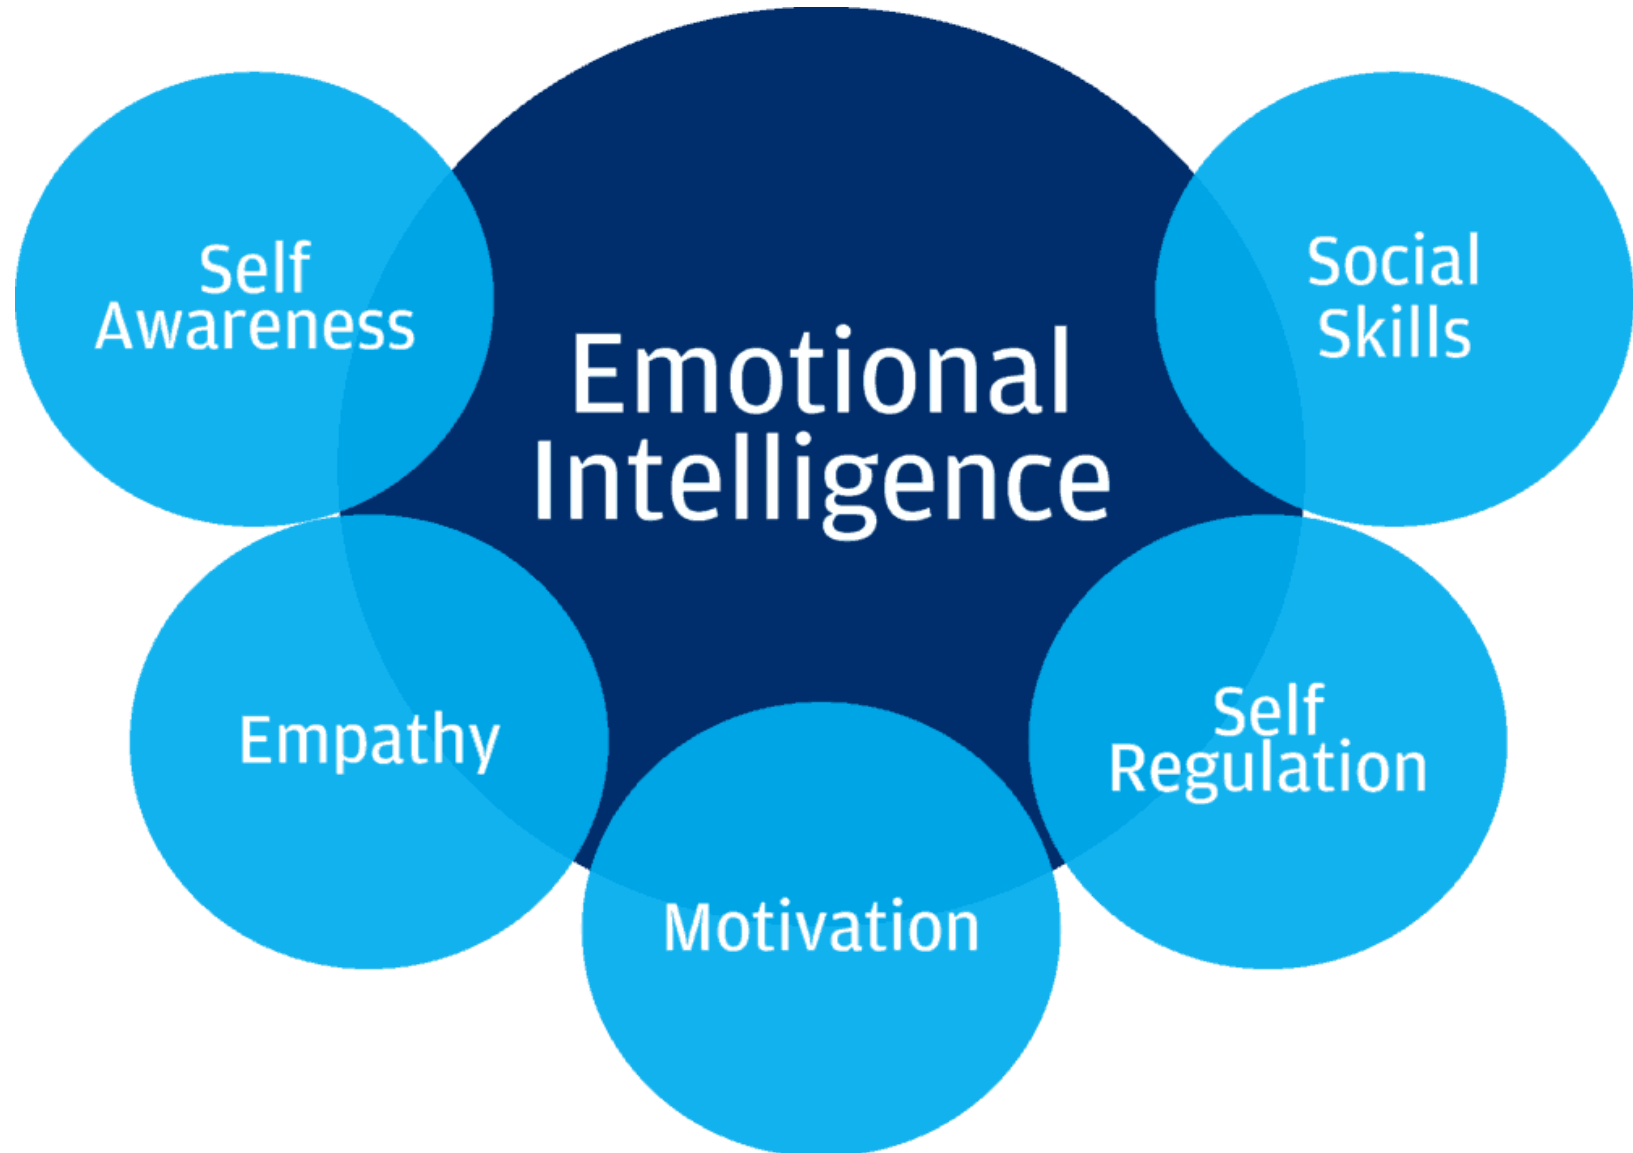 Self
Awareness
Social
Skills
Emotional
Intelligence
Empathy
Self
Regulation
Motivation